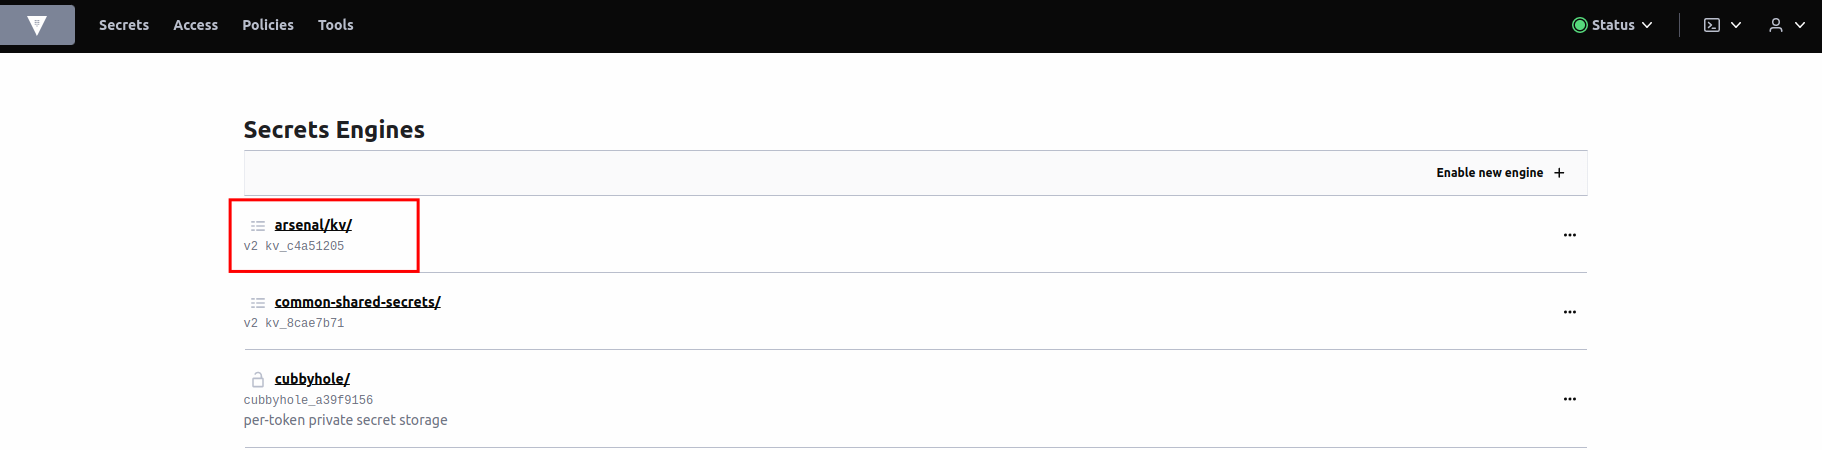 Secrets Access Policies Tools Status
Secrets Engines
Enable new engine +
arsenal/kv/
v2 kv_c4a51205
common-shared-secrets/
v2 kv_8cae7b71
cubbyhole/
cubbyhole_a39f9156
per-token private secret storage